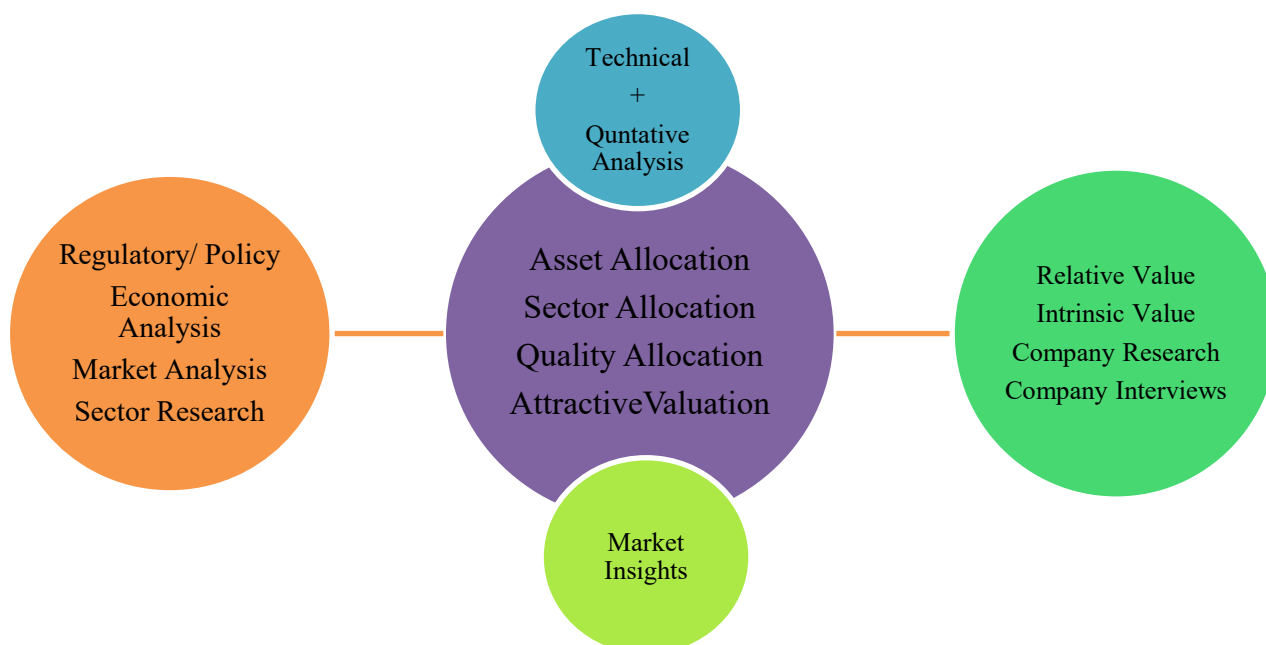 Technical
+
Quntative
Analysis
Regulatory/ Policy
Economic
Analysis
Market Analysis
Sector Research
Asset Allocation
Sector Allocation
Quality Allocation
AttractiveValuation
Relative Value
Intrinsic Value
Company Research
Company Interviews
Market
Insights